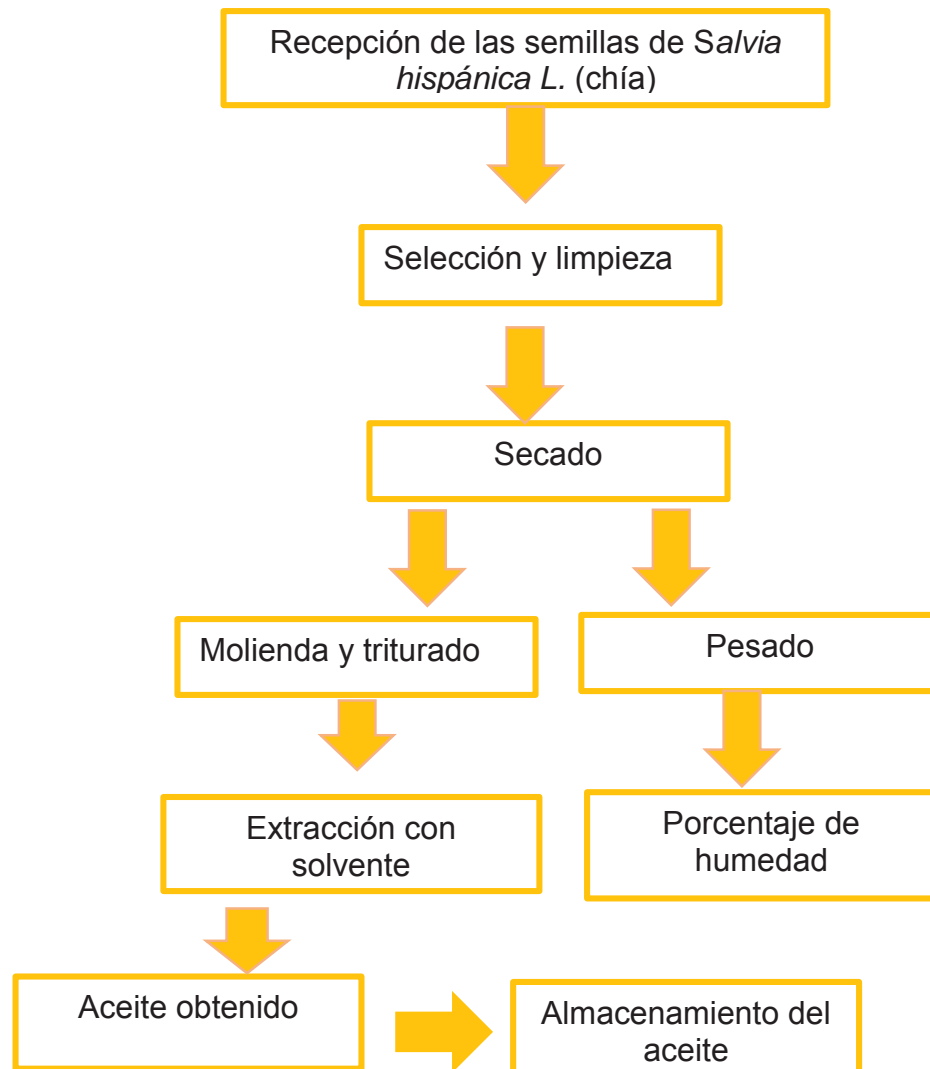 Recepción de las semillas de Salvia
hispánica L. (chía)
Selección y limpieza
Secado
Molienda y triturado
Pesado
Extracción con
solvente
Porcentaje de
humedad
Aceite obtenido
Almacenamiento del
aceite